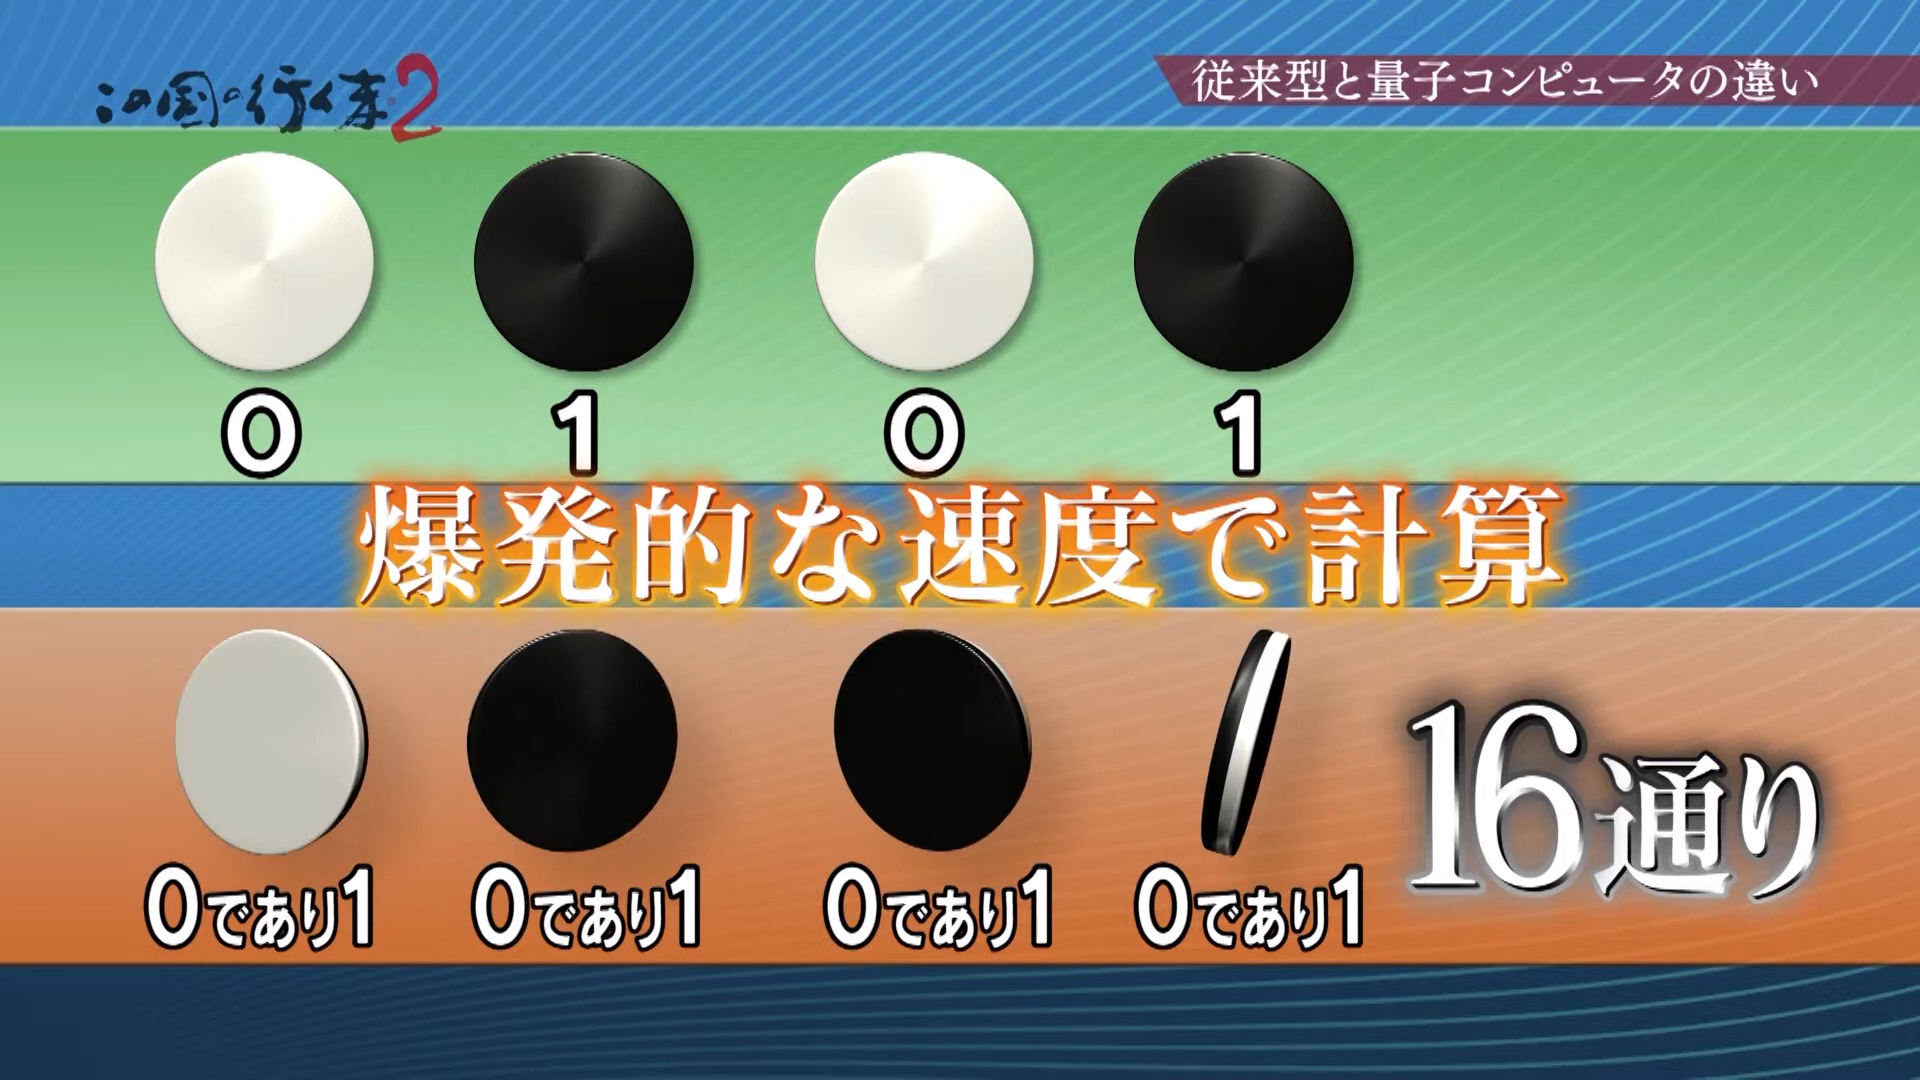 この国の行く末2
従来型と量子コンピュータの違い
0 1 0 1
爆発的な速度で計算
0であり1 0であり1 0であり1 0であり1
16通り